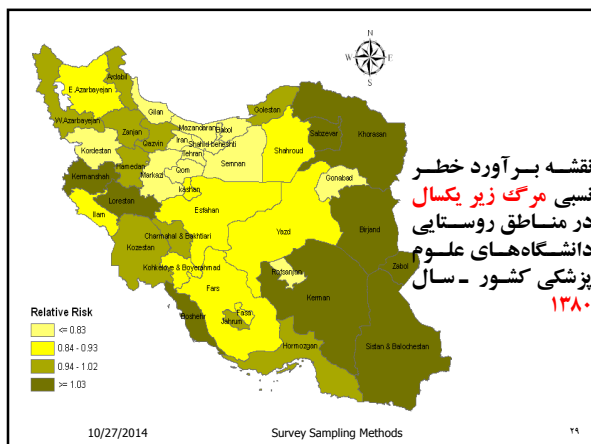 N
W E
S
Ardabil
E.Azarbayejan
Gilan
W.Azarbayejan
Zanjan
Mazandaran
Babol
Golestan
Sabzevar
Khorasan
Qazvin
Iran
Shahid Beheshti
Shahroud
Kordestan
Tehran
Semnan
Hamedan
Gonabad
Kermanshah
Markazi
Qom
Lorestan
kashan
Ilam
Esfahan
Yazd
Birjand
Charmahal & Bakhtiari
Kozestan
Zabol
Kohkeloye & Boyerahmad
Rafsanjan
Fars
Kerman
Fasa
Jahrum
Boshehr
Hormozgan
Sistan & Balochestan
نقشه برآورد خطر
نسبی مرگ زیر یکسال
در مناطق روستایی
دانشگاه‌های علوم
پزشکی کشور - سال
۱۳۸۰
Relative Risk
<= 0.83
0.84 - 0.93
0.94 - 1.02
>= 1.03
10/27/2014 Survey Sampling Methods ۲۹